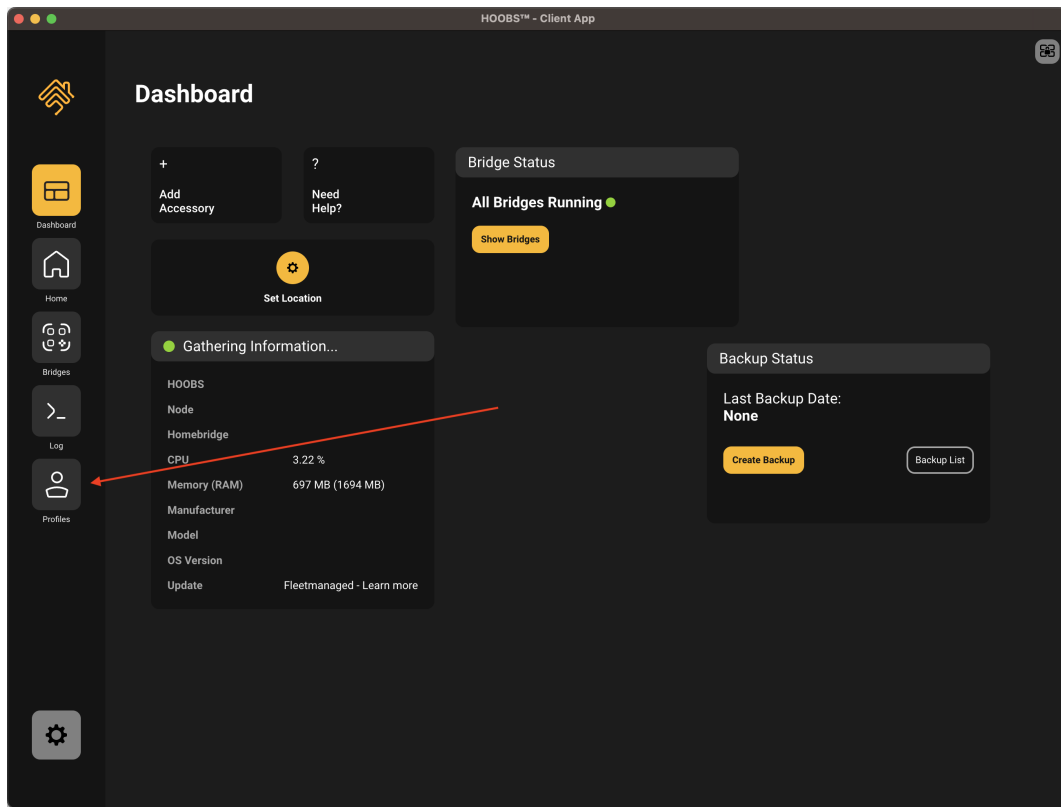 HOOBS™ - Client App
Dashboard
Dashboard
Home
Bridges
Log
Profiles
+
Add
Accessory
?
Need
Help?
Set Location
Bridge Status
All Bridges Running
Show Bridges
Gathering Information...
HOOBS
Node
Homebridge
CPU 3.22 %
Memory (RAM) 697 MB (1694 MB)
Manufacturer
Model
OS Version
Update Fleetmanaged - Learn more
Backup Status
Last Backup Date:
None
Create Backup Backup List